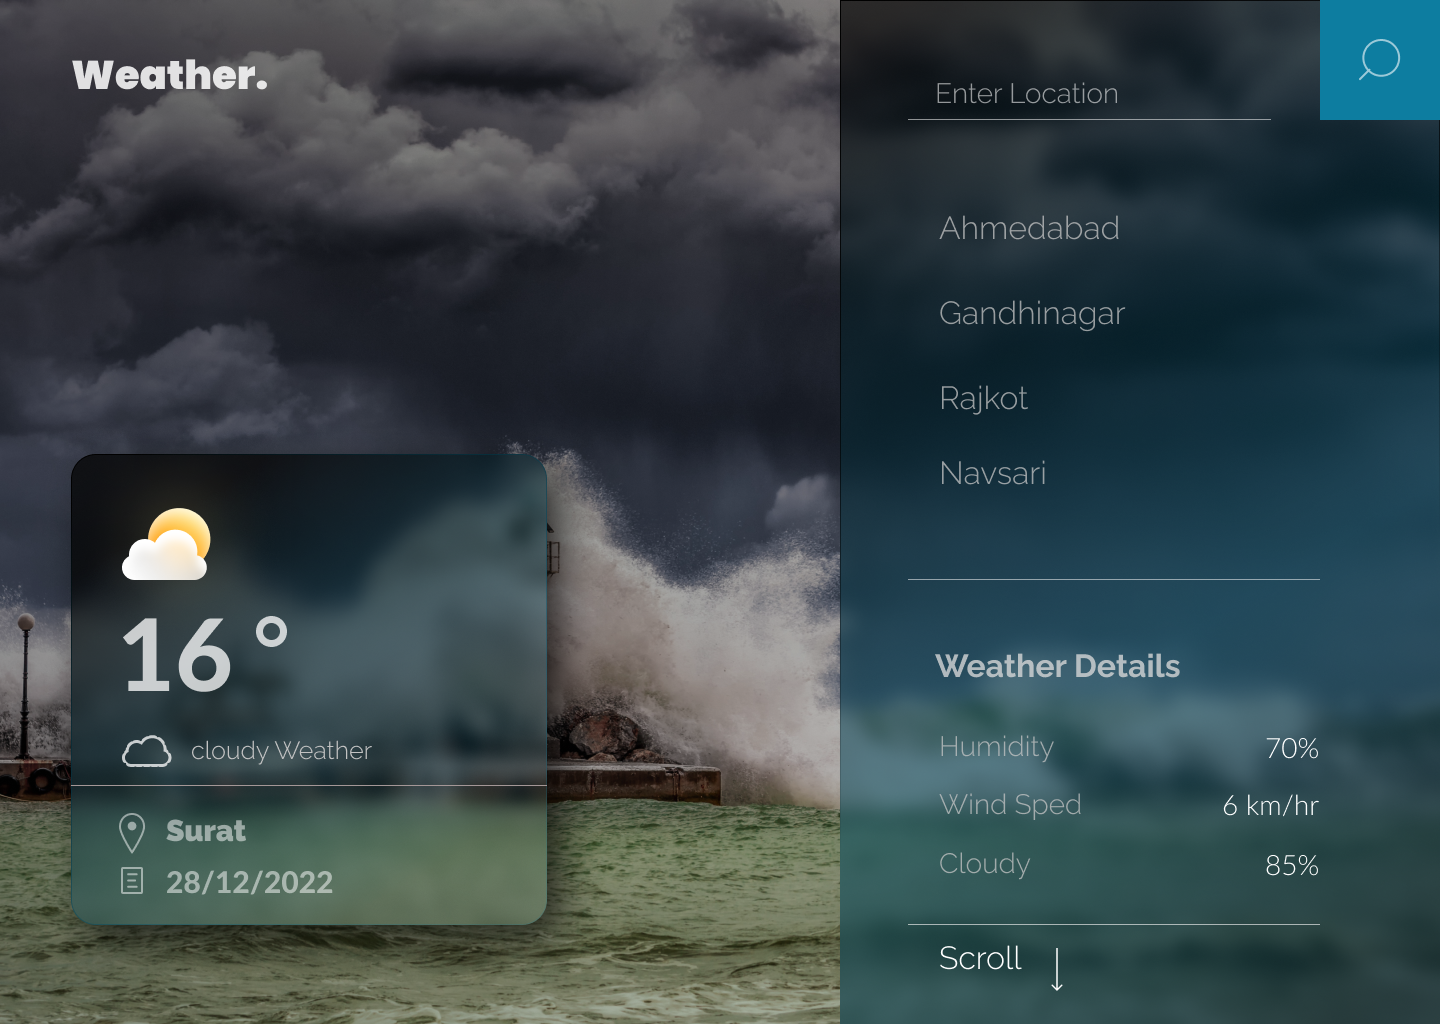 Weather.
16 °
cloudy Weather
Surat
28/12/2022
Enter Location
Ahmedabad
Gandhinagar
Rajkot
Navsari
Weather Details
Humidity 70%
Wind Sped 6 km/hr
Cloudy 85%
Scroll